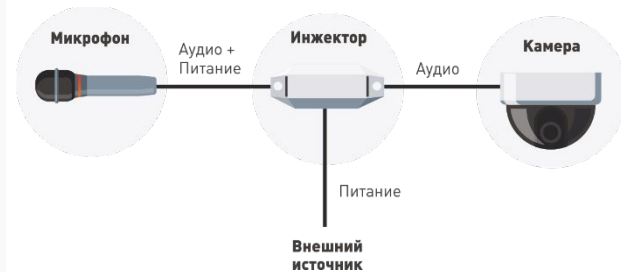 Микрофон
Аудио +
Питание
Инжектор
Аудио
Камера
Питание
Внешний
источник